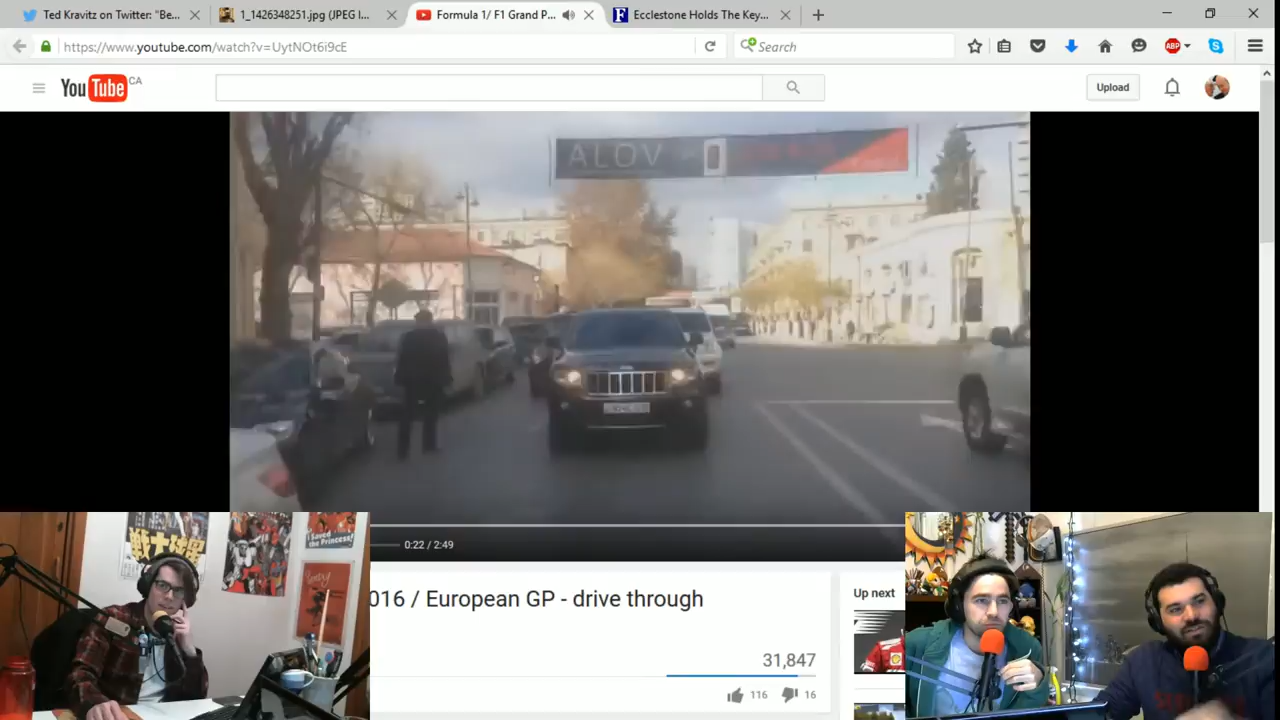 Ted Kravitz on Twitter: "Be...
1_1426348251.jpg (JPEG I...
Formula 1/ F1 Grand P...
Ecclestone Holds The Key...
https://www.youtube.com/watch?v=UytNOt6i9cE
Search
ABP
YouTube CA
Upload
ALOV
Jeep
0:22 / 2:49
016 / European GP - drive through
Up next
31,847
116
16
I Saved
the Princess!